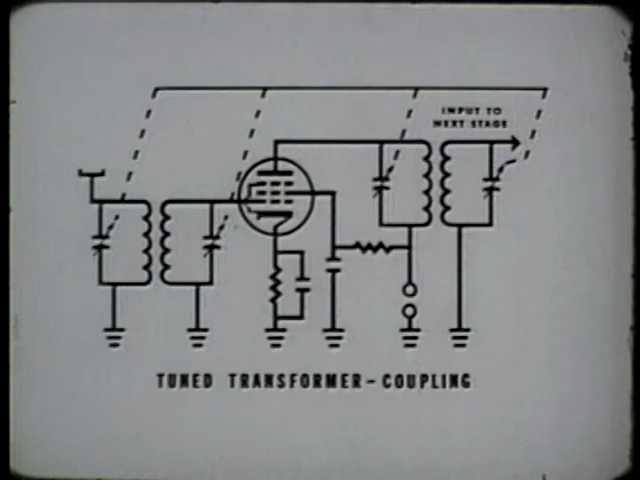 INPUT TO
NEXT STAGE
TUNED TRANSFORMER-COUPLING